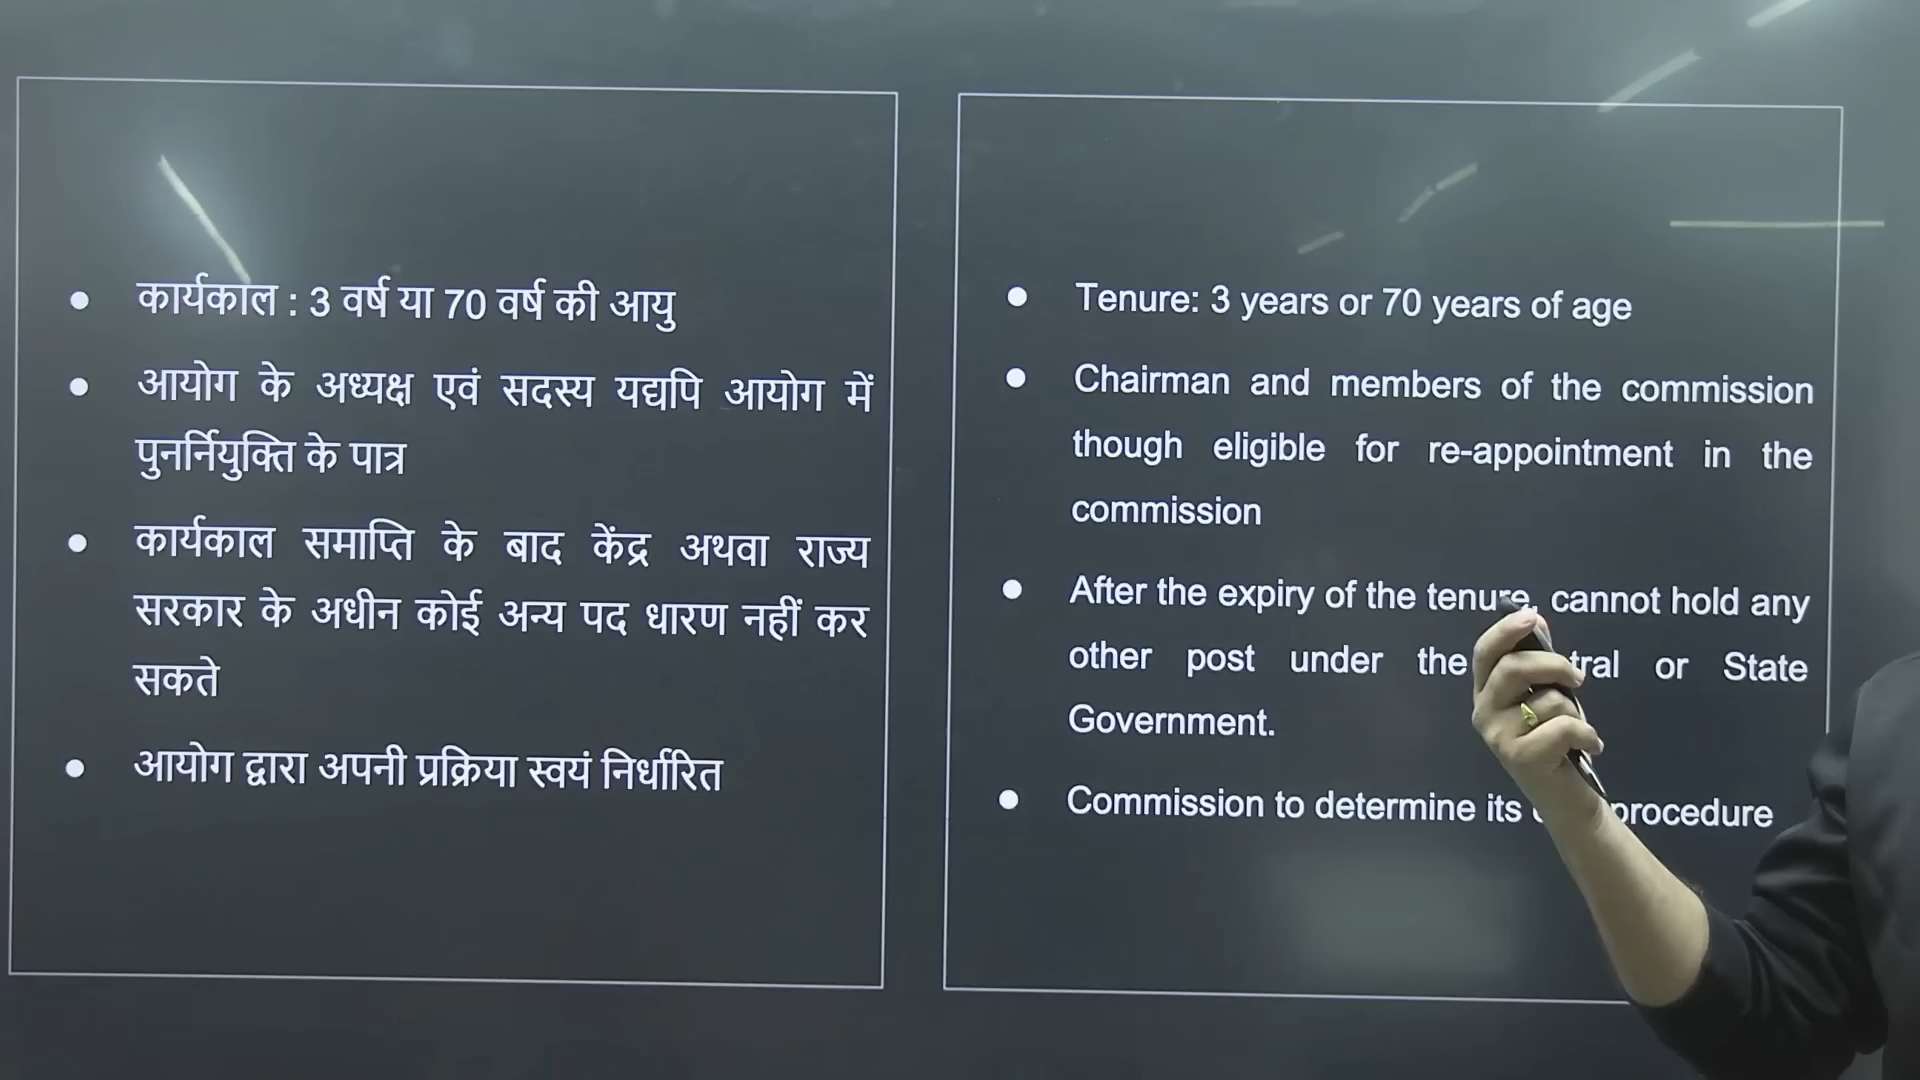 कार्यकाल : 3 वर्ष या 70 वर्ष की आयु
आयोग के अध्यक्ष एवं सदस्य यद्यपि आयोग में
पुनर्नियुक्ति के पात्र
कार्यकाल समाप्ति के बाद केंद्र अथवा राज्य
सरकार के अधीन कोई अन्य पद धारण नहीं कर
सकते
आयोग द्वारा अपनी प्रक्रिया स्वयं निर्धारित
Tenure: 3 years or 70 years of age
Chairman and members of the commission
though eligible for re-appointment in the
commission
After the expiry of the tenure, cannot hold any
other post under the or State
Government.
Commission to determine its procedure